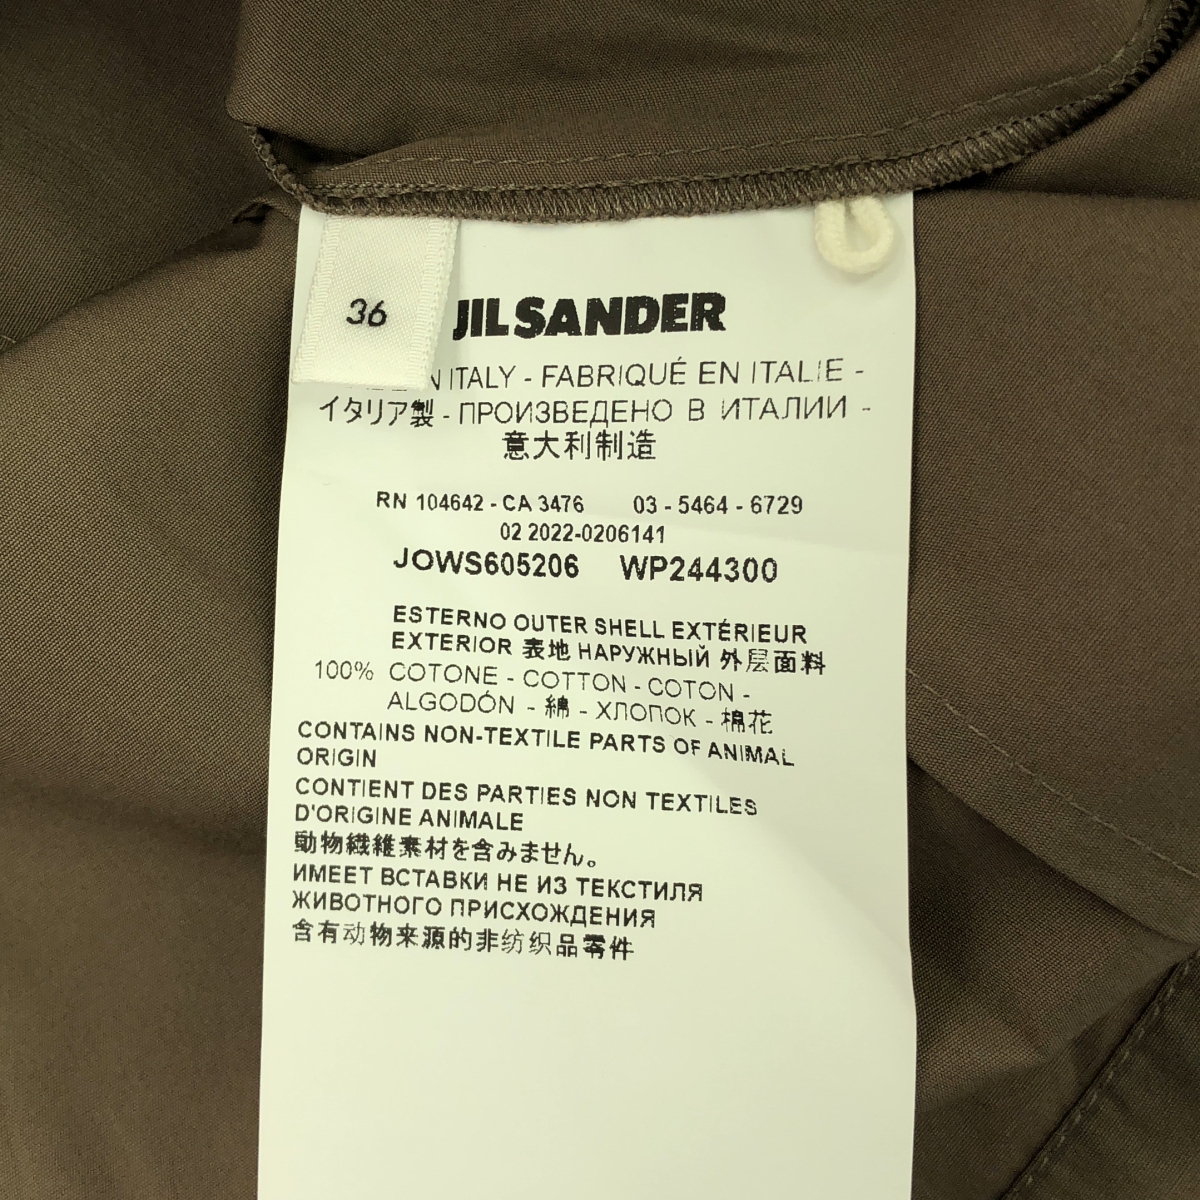 36
JIL SANDER
ITALY - FABRIQUÉ EN ITALIE -
イタリア製 - ПРОИЗВЕДЕНО В ИТАЛИИ -
意大利制造
RN 104642 - CA 3476 03 - 5464 - 6729
02 2022-0206141
JOWS605206 WP244300
ESTERNO OUTER SHELL EXTÉRIEUR
EXTERIOR 表地 НАРУЖНЫЙ 外层面料
100% COTONE - COTTON - COTON -
ALGODÓN - 綿 - ХЛОПОК - 棉花
CONTAINS NON-TEXTILE PARTS OF ANIMAL
ORIGIN
CONTIENT DES PARTIES NON TEXTILES
D'ORIGINE ANIMALE
動物繊維素材を含みません。
ИМЕЕТ ВСТАВКИ НЕ ИЗ ТЕКСТИЛЯ
ЖИВОТНОГО ПРИСХОЖДЕНИЯ
含有动物来源的非纺织品零件